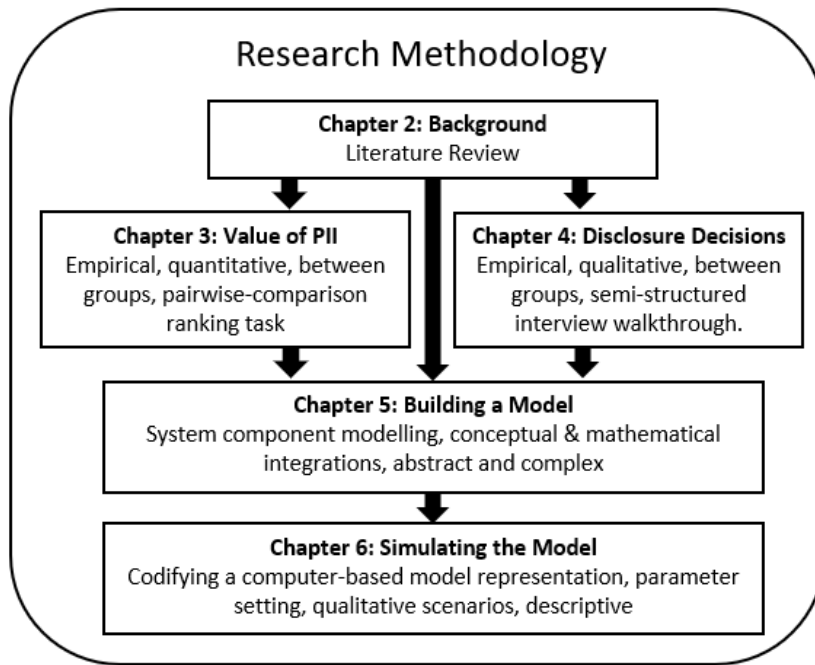 Research Methodology
Chapter 2: Background
Literature Review
Chapter 3: Value of PII
Empirical, quantitative, between
groups, pairwise-comparison
ranking task
Chapter 4: Disclosure Decisions
Empirical, qualitative, between
groups, semi-structured
interview walkthrough.
Chapter 5: Building a Model
System component modelling, conceptual & mathematical
integrations, abstract and complex
Chapter 6: Simulating the Model
Codifying a computer-based model representation, parameter
setting, qualitative scenarios, descriptive